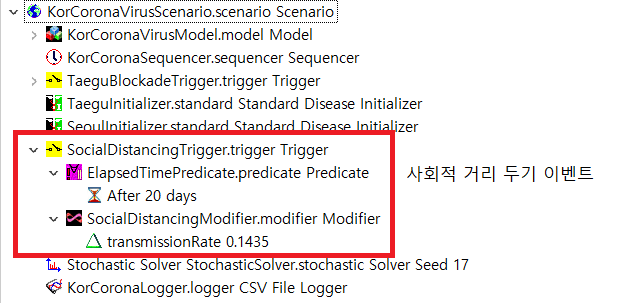 KorCoronaVirusScenario.scenario Scenario
KorCoronaVirusModel.model Model
KorCoronaSequencer.sequencer Sequencer
TaeguBlockadeTrigger.trigger Trigger
TaeguInitializer.standard Standard Disease Initializer
SeoulInitializer.standard Standard Disease Initializer
SocialDistancingTrigger.trigger Trigger
ElapsedTimePredicate.predicate Predicate 사회적 거리 두기 이벤트
After 20 days
SocialDistancingModifier.modifier Modifier
transmissionRate 0.1435
Stochastic Solver StochasticSolver.stochastic Solver Seed 17
KorCoronaLogger.logger CSV File Logger